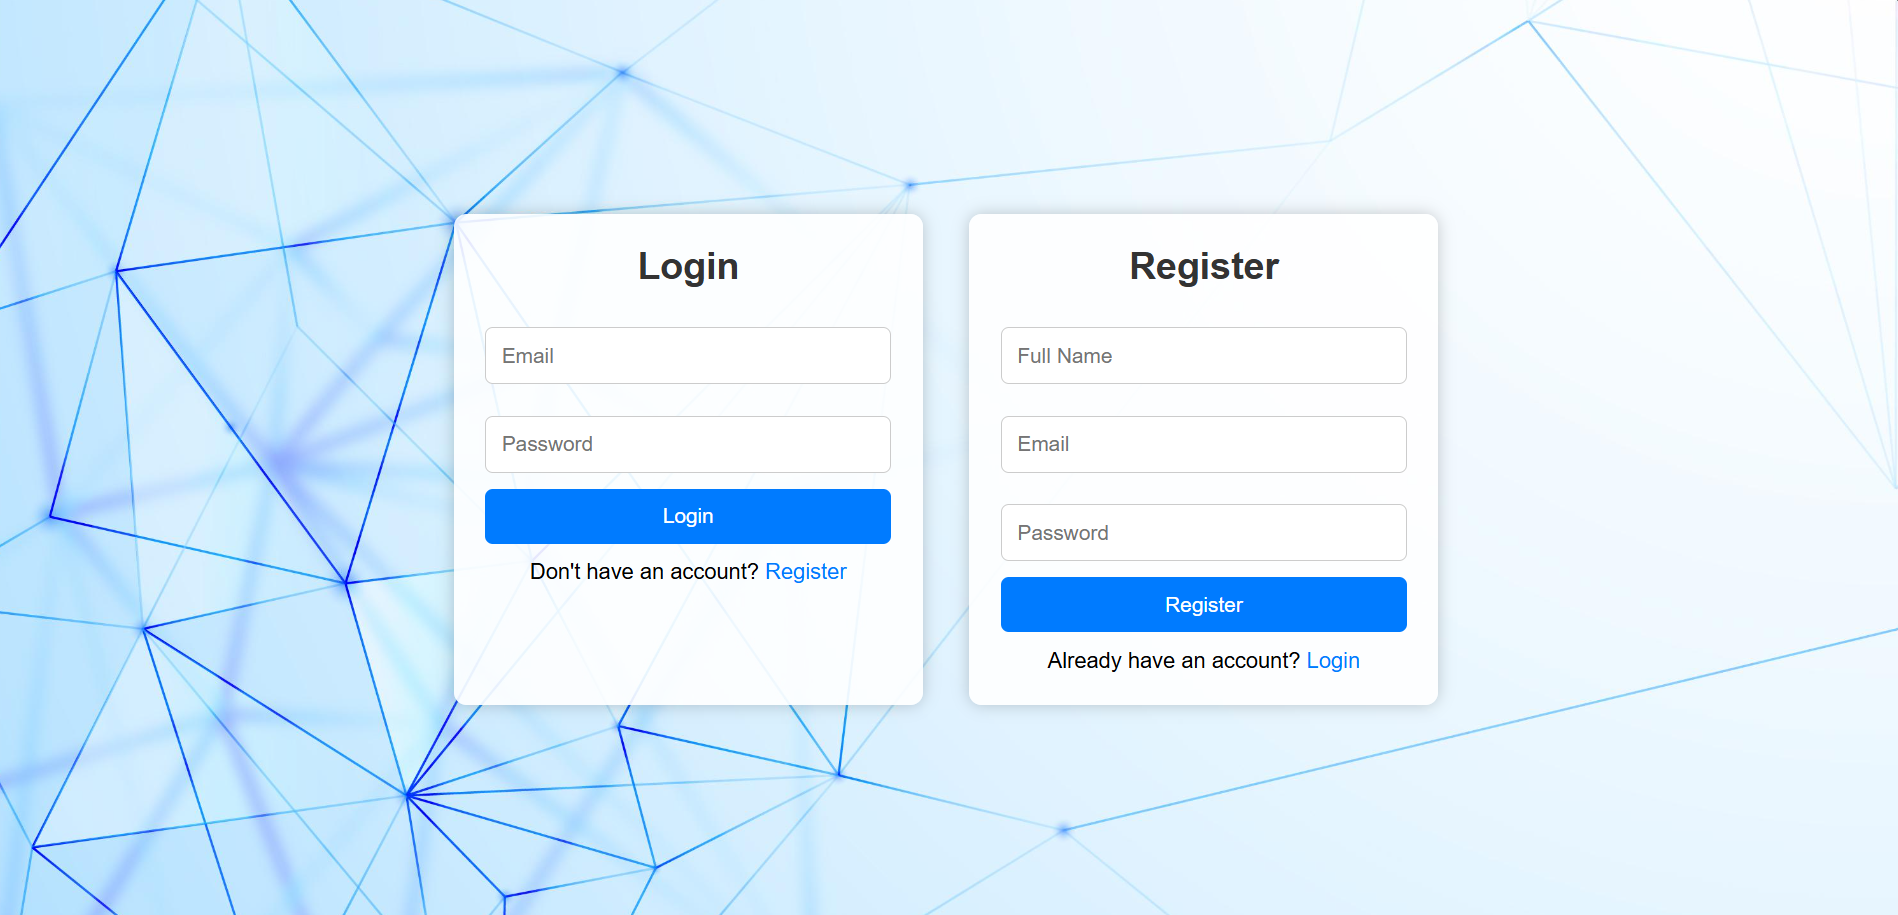 Login
Email
Password
Login
Don't have an account? Register
Register
Full Name
Email
Password
Register
Already have an account? Login